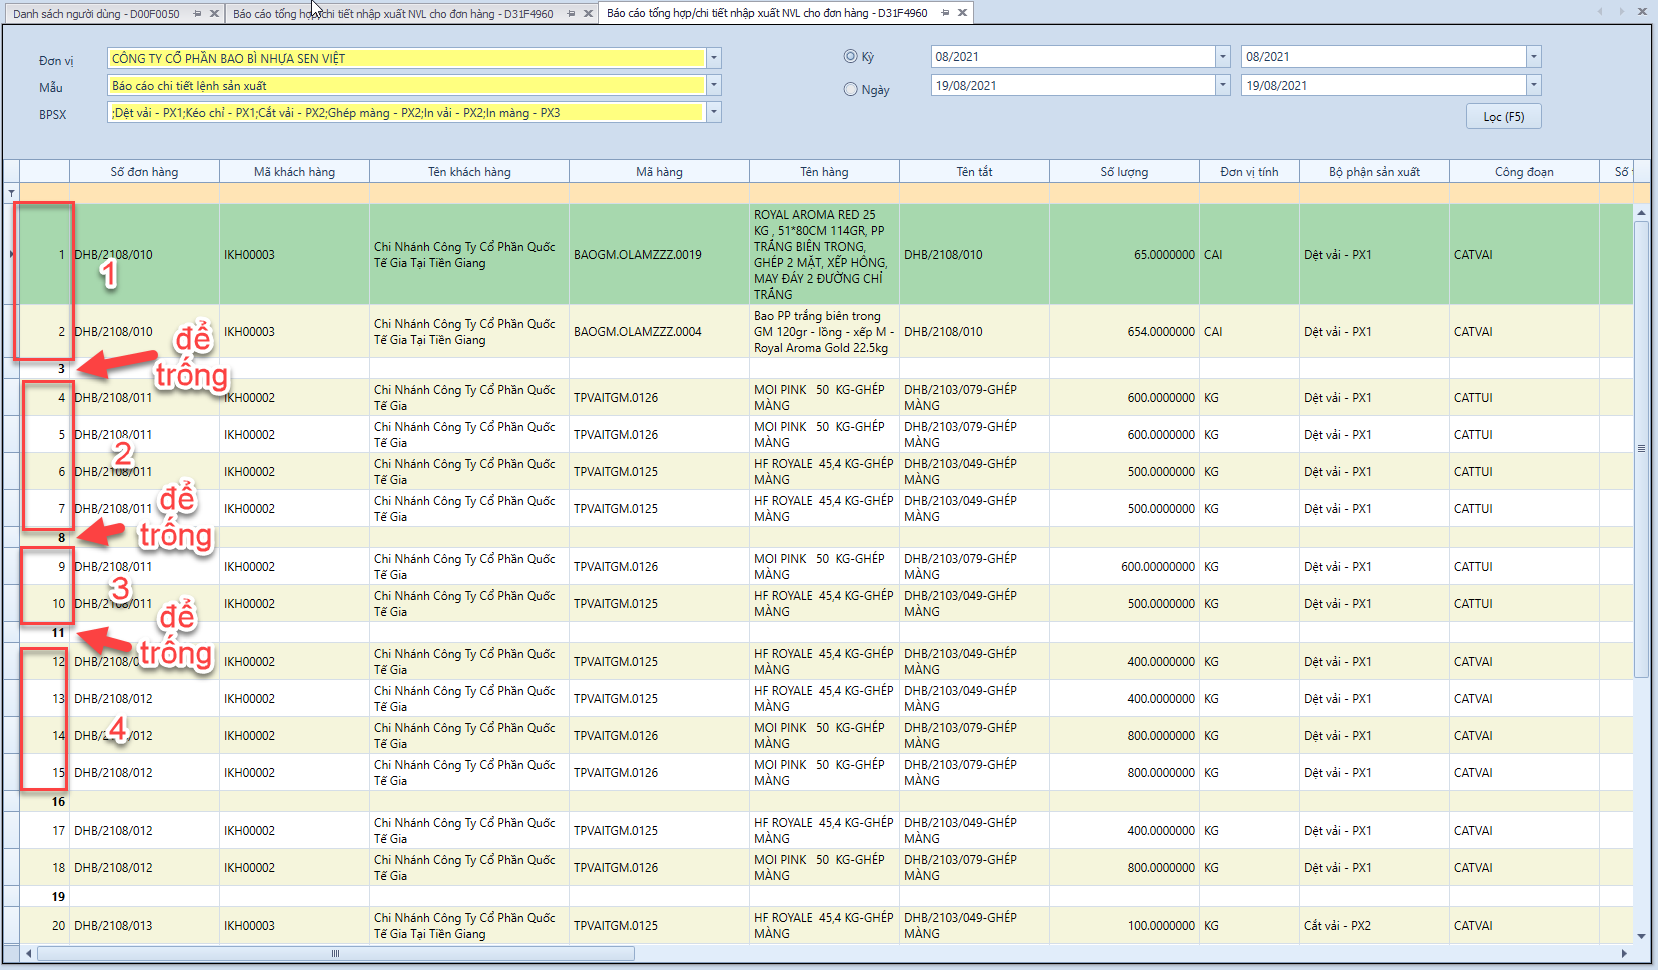 Danh sách người dùng - D00F0050
Báo cáo tổng hợp/chi tiết nhập xuất NVL cho đơn hàng - D31F4960
Báo cáo tổng hợp/chi tiết nhập xuất NVL cho đơn hàng - D31F4960
Đơn vị CÔNG TY CỔ PHẦN BAO BÌ NHỰA SEN VIỆT Kỳ 08/2021 08/2021
Mẫu Báo cáo chi tiết lệnh sản xuất Ngày 19/08/2021 19/08/2021
BPSX ;Dệt vải - PX1;Kéo chỉ - PX1;Cắt vải - PX2;Ghép màng - PX2;In vải - PX2;In màng - PX3 Lọc (F5)
Số đơn hàng Mã khách hàng Tên khách hàng Mã hàng Tên hàng Tên tắt Số lượng Đơn vị tính Bộ phận sản xuất Công đoạn Số
1 DHB/2108/010 IKH00003 Chi Nhánh Công Ty Cổ Phần Quốc Tế Gia Tại Tiền Giang BAOGM.OLAMZZZ.0019 ROYAL AROMA RED 25 KG , 51*80CM 114GR, PP TRẮNG BIÊN TRONG, GHÉP 2 MẶT, XẾP HÔNG, MAY ĐÁY 2 ĐƯỜNG CHỈ TRẮNG DHB/2108/010 65.0000000 CAI Dệt vải - PX1 CATVAI
1
2 DHB/2108/010 IKH00003 Chi Nhánh Công Ty Cổ Phần Quốc Tế Gia Tại Tiền Giang BAOGM.OLAMZZZ.0004 Bao PP trắng biên trong GM 120gr - lồng - xếp M - Royal Aroma Gold 22.5kg DHB/2108/010 654.0000000 CAI Dệt vải - PX1 CATVAI
để
trống
3
4 DHB/2108/011 IKH00002 Chi Nhánh Công Ty Cổ Phần Quốc Tế Gia TPVAITGM.0126 MOI PINK 50 KG-GHÉP MÀNG DHB/2103/079-GHÉP MÀNG 600.0000000 KG Dệt vải - PX1 CATTUI
5 DHB/2108/011 IKH00002 Chi Nhánh Công Ty Cổ Phần Quốc Tế Gia TPVAITGM.0126 MOI PINK 50 KG-GHÉP MÀNG DHB/2103/079-GHÉP MÀNG 600.0000000 KG Dệt vải - PX1 CATTUI
2
6 DHB/2108/011 IKH00002 Chi Nhánh Công Ty Cổ Phần Quốc Tế Gia TPVAITGM.0125 HF ROYALE 45,4 KG-GHÉP MÀNG DHB/2103/049-GHÉP MÀNG 500.0000000 KG Dệt vải - PX1 CATTUI
7 DHB/2108/011 IKH00002 Chi Nhánh Công Ty Cổ Phần Quốc Tế Gia TPVAITGM.0125 HF ROYALE 45,4 KG-GHÉP MÀNG DHB/2103/049-GHÉP MÀNG 500.0000000 KG Dệt vải - PX1 CATTUI
để
trống
8
9 DHB/2108/011 IKH00002 Chi Nhánh Công Ty Cổ Phần Quốc Tế Gia TPVAITGM.0126 MOI PINK 50 KG-GHÉP MÀNG DHB/2103/079-GHÉP MÀNG 600.00000000 KG Dệt vải - PX1 CATTUI
3
10 DHB/2108/011 IKH00002 Chi Nhánh Công Ty Cổ Phần Quốc Tế Gia TPVAITGM.0125 HF ROYALE 45,4 KG-GHÉP MÀNG DHB/2103/049-GHÉP MÀNG 500.0000000 KG Dệt vải - PX1 CATTUI
để
trống
11
12 DHB/2108/0 IKH00002 Chi Nhánh Công Ty Cổ Phần Quốc Tế Gia TPVAITGM.0125 HF ROYALE 45,4 KG-GHÉP MÀNG DHB/2103/049-GHÉP MÀNG 400.0000000 KG Dệt vải - PX1 CATVAI
13 DHB/2108/012 IKH00002 Chi Nhánh Công Ty Cổ Phần Quốc Tế Gia TPVAITGM.0125 HF ROYALE 45,4 KG-GHÉP MÀNG DHB/2103/049-GHÉP MÀNG 400.0000000 KG Dệt vải - PX1 CATVAI
4
14 DHB/2108/012 IKH00002 Chi Nhánh Công Ty Cổ Phần Quốc Tế Gia TPVAITGM.0126 MOI PINK 50 KG-GHÉP MÀNG DHB/2103/079-GHÉP MÀNG 800.0000000 KG Dệt vải - PX1 CATVAI
15 DHB/2108/012 IKH00002 Chi Nhánh Công Ty Cổ Phần Quốc Tế Gia TPVAITGM.0126 MOI PINK 50 KG-GHÉP MÀNG DHB/2103/079-GHÉP MÀNG 800.0000000 KG Dệt vải - PX1 CATVAI
16
17 DHB/2108/012 IKH00002 Chi Nhánh Công Ty Cổ Phần Quốc Tế Gia TPVAITGM.0125 HF ROYALE 45,4 KG-GHÉP MÀNG DHB/2103/049-GHÉP MÀNG 400.0000000 KG Dệt vải - PX1 CATVAI
18 DHB/2108/012 IKH00002 Chi Nhánh Công Ty Cổ Phần Quốc Tế Gia TPVAITGM.0126 MOI PINK 50 KG-GHÉP MÀNG DHB/2103/079-GHÉP MÀNG 800.0000000 KG Dệt vải - PX1 CATVAI
19
20 DHB/2108/013 IKH00003 Chi Nhánh Công Ty Cổ Phần Quốc Tế Gia Tại Tiền Giang TPVAITGM.0125 HF ROYALE 45,4 KG-GHÉP MÀNG DHB/2103/049-GHÉP MÀNG 100.0000000 KG Cắt vải - PX2 CATVAI